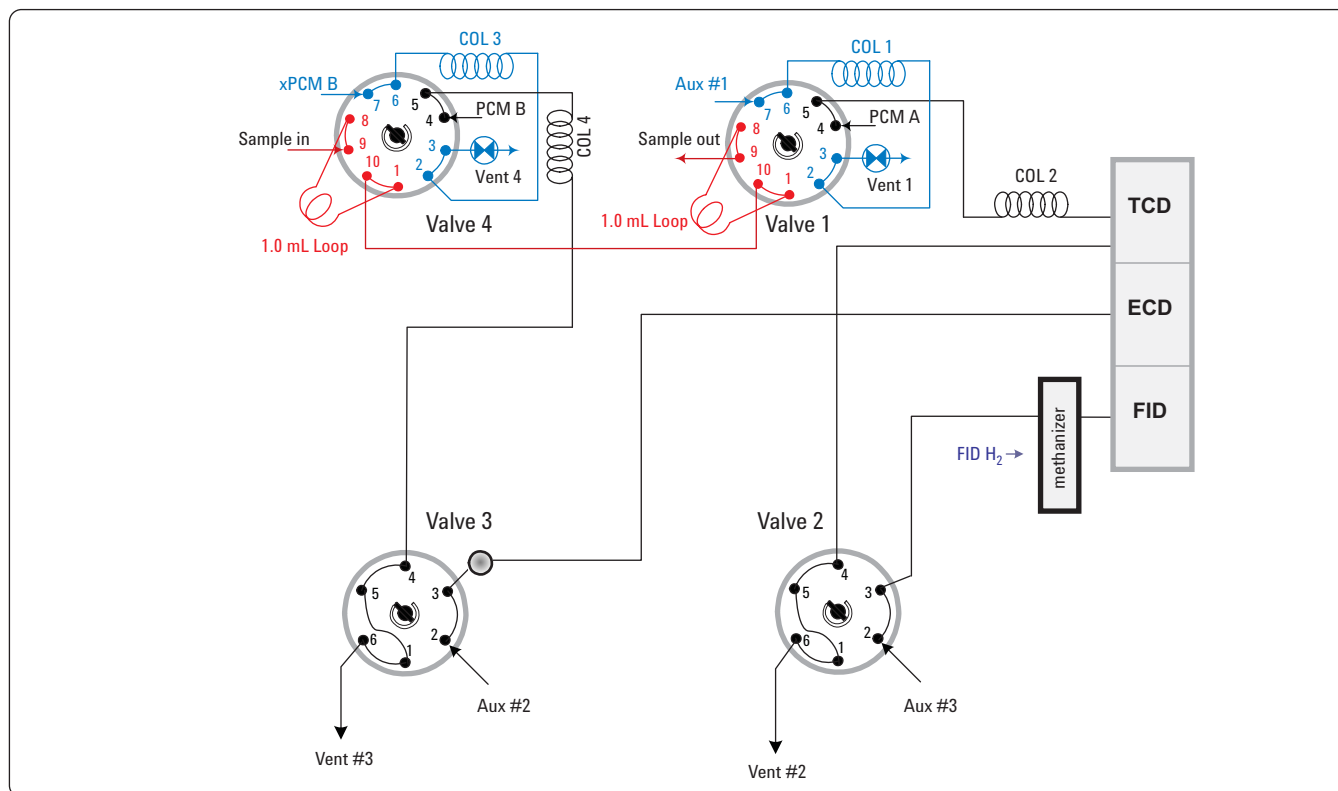 COL 3
COL 1
xPCM B
Aux #1
5
6
7
4
PCM B
8
3
9
2
10
1
Sample in
Vent 4
COL 4
Valve 4
1.0 mL Loop
5
6
7
4
PCM A
8
3
9
2
10
1
Sample out
Vent 1
Valve 1
1.0 mL Loop
COL 2
TCD
ECD
FID
methanizer
FID H₂
Valve 3
4
5
3
6
2
1
Aux #2
Vent #3
Valve 2
4
5
3
6
2
1
Aux #3
Vent #2